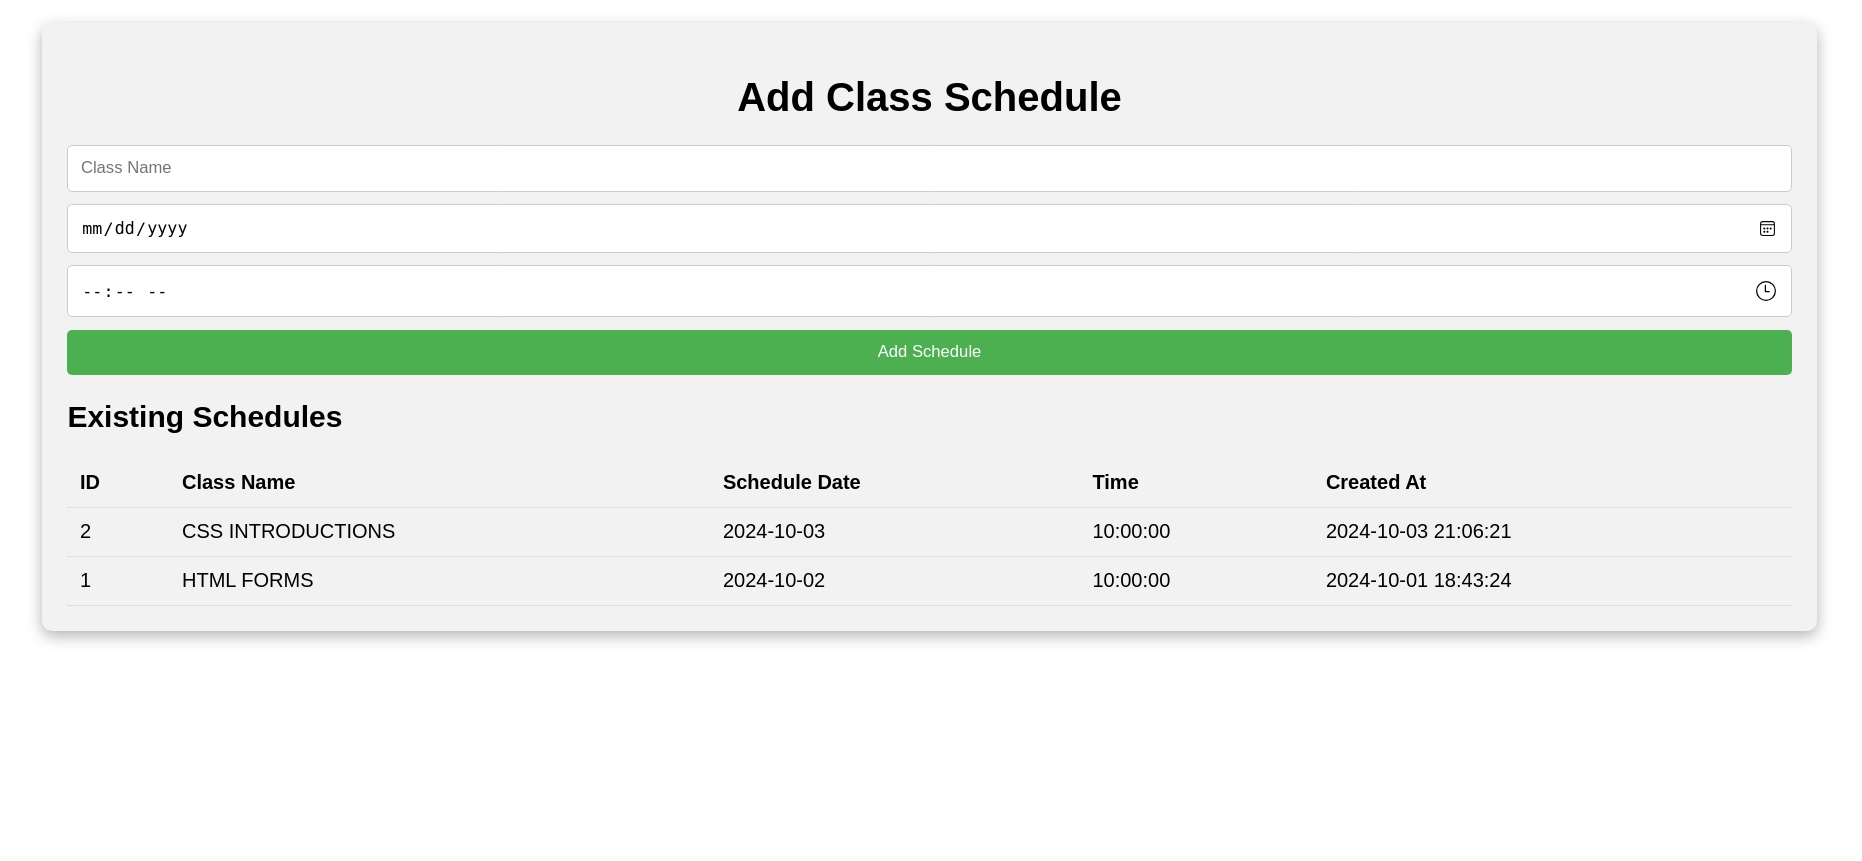 Add Class Schedule
Class Name
mm/dd/yyyy
--:-- --
Add Schedule
Existing Schedules
ID Class Name Schedule Date Time Created At
2 CSS INTRODUCTIONS 2024-10-03 10:00:00 2024-10-03 21:06:21
1 HTML FORMS 2024-10-02 10:00:00 2024-10-01 18:43:24